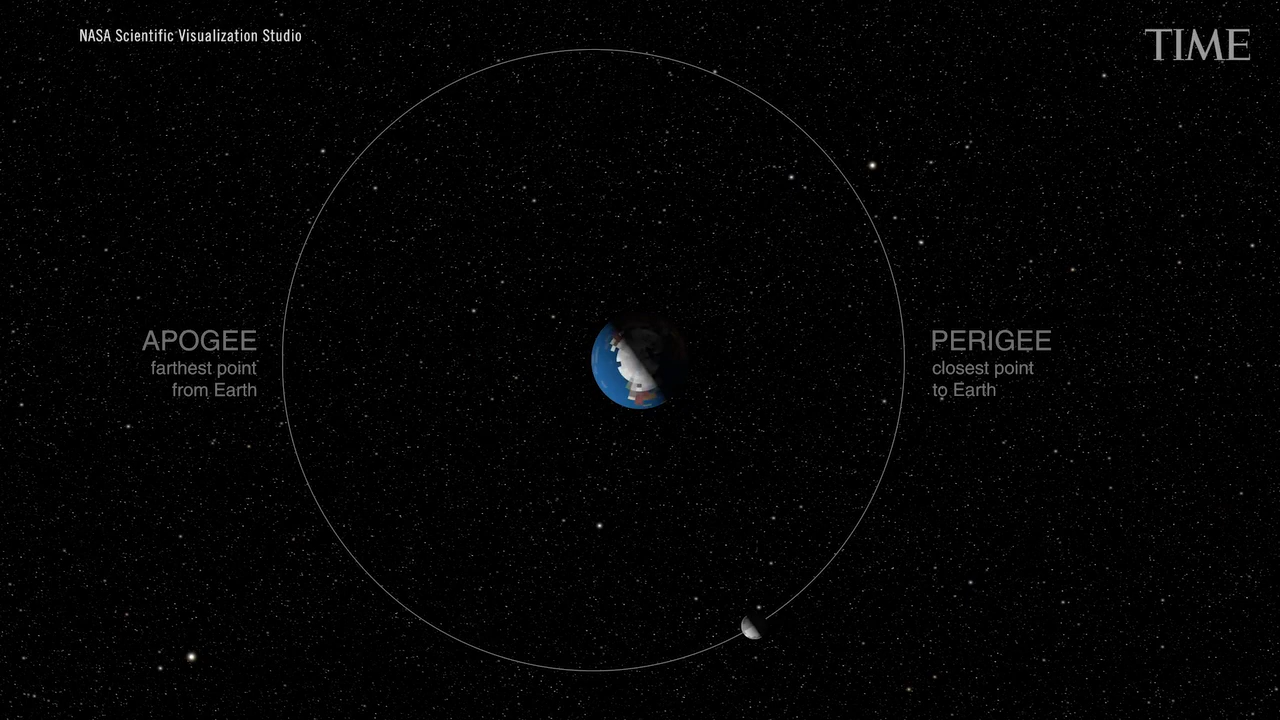 NASA Scientific Visualization Studio
TIME
APOGEE
farthest point
from Earth
PERIGEE
closest point
to Earth